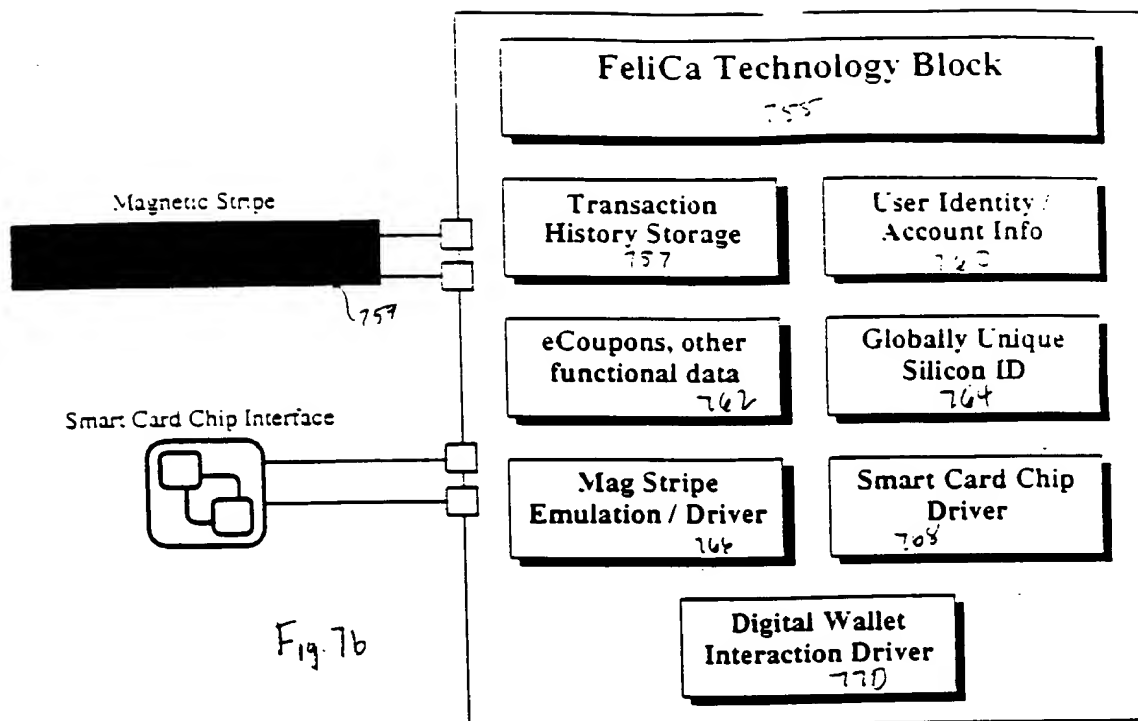 FeliCa Technology Block
755
Magnetic Stripe
759
Transaction
History Storage
757
User Identity /
Account Info
760
eCoupons, other
functional data
762
Globally Unique
Silicon ID
764
Smart Card Chip Interface
Mag Stripe
Emulation / Driver
766
Smart Card Chip
Driver
768
Digital Wallet
Interaction Driver
770
Fig. 7b